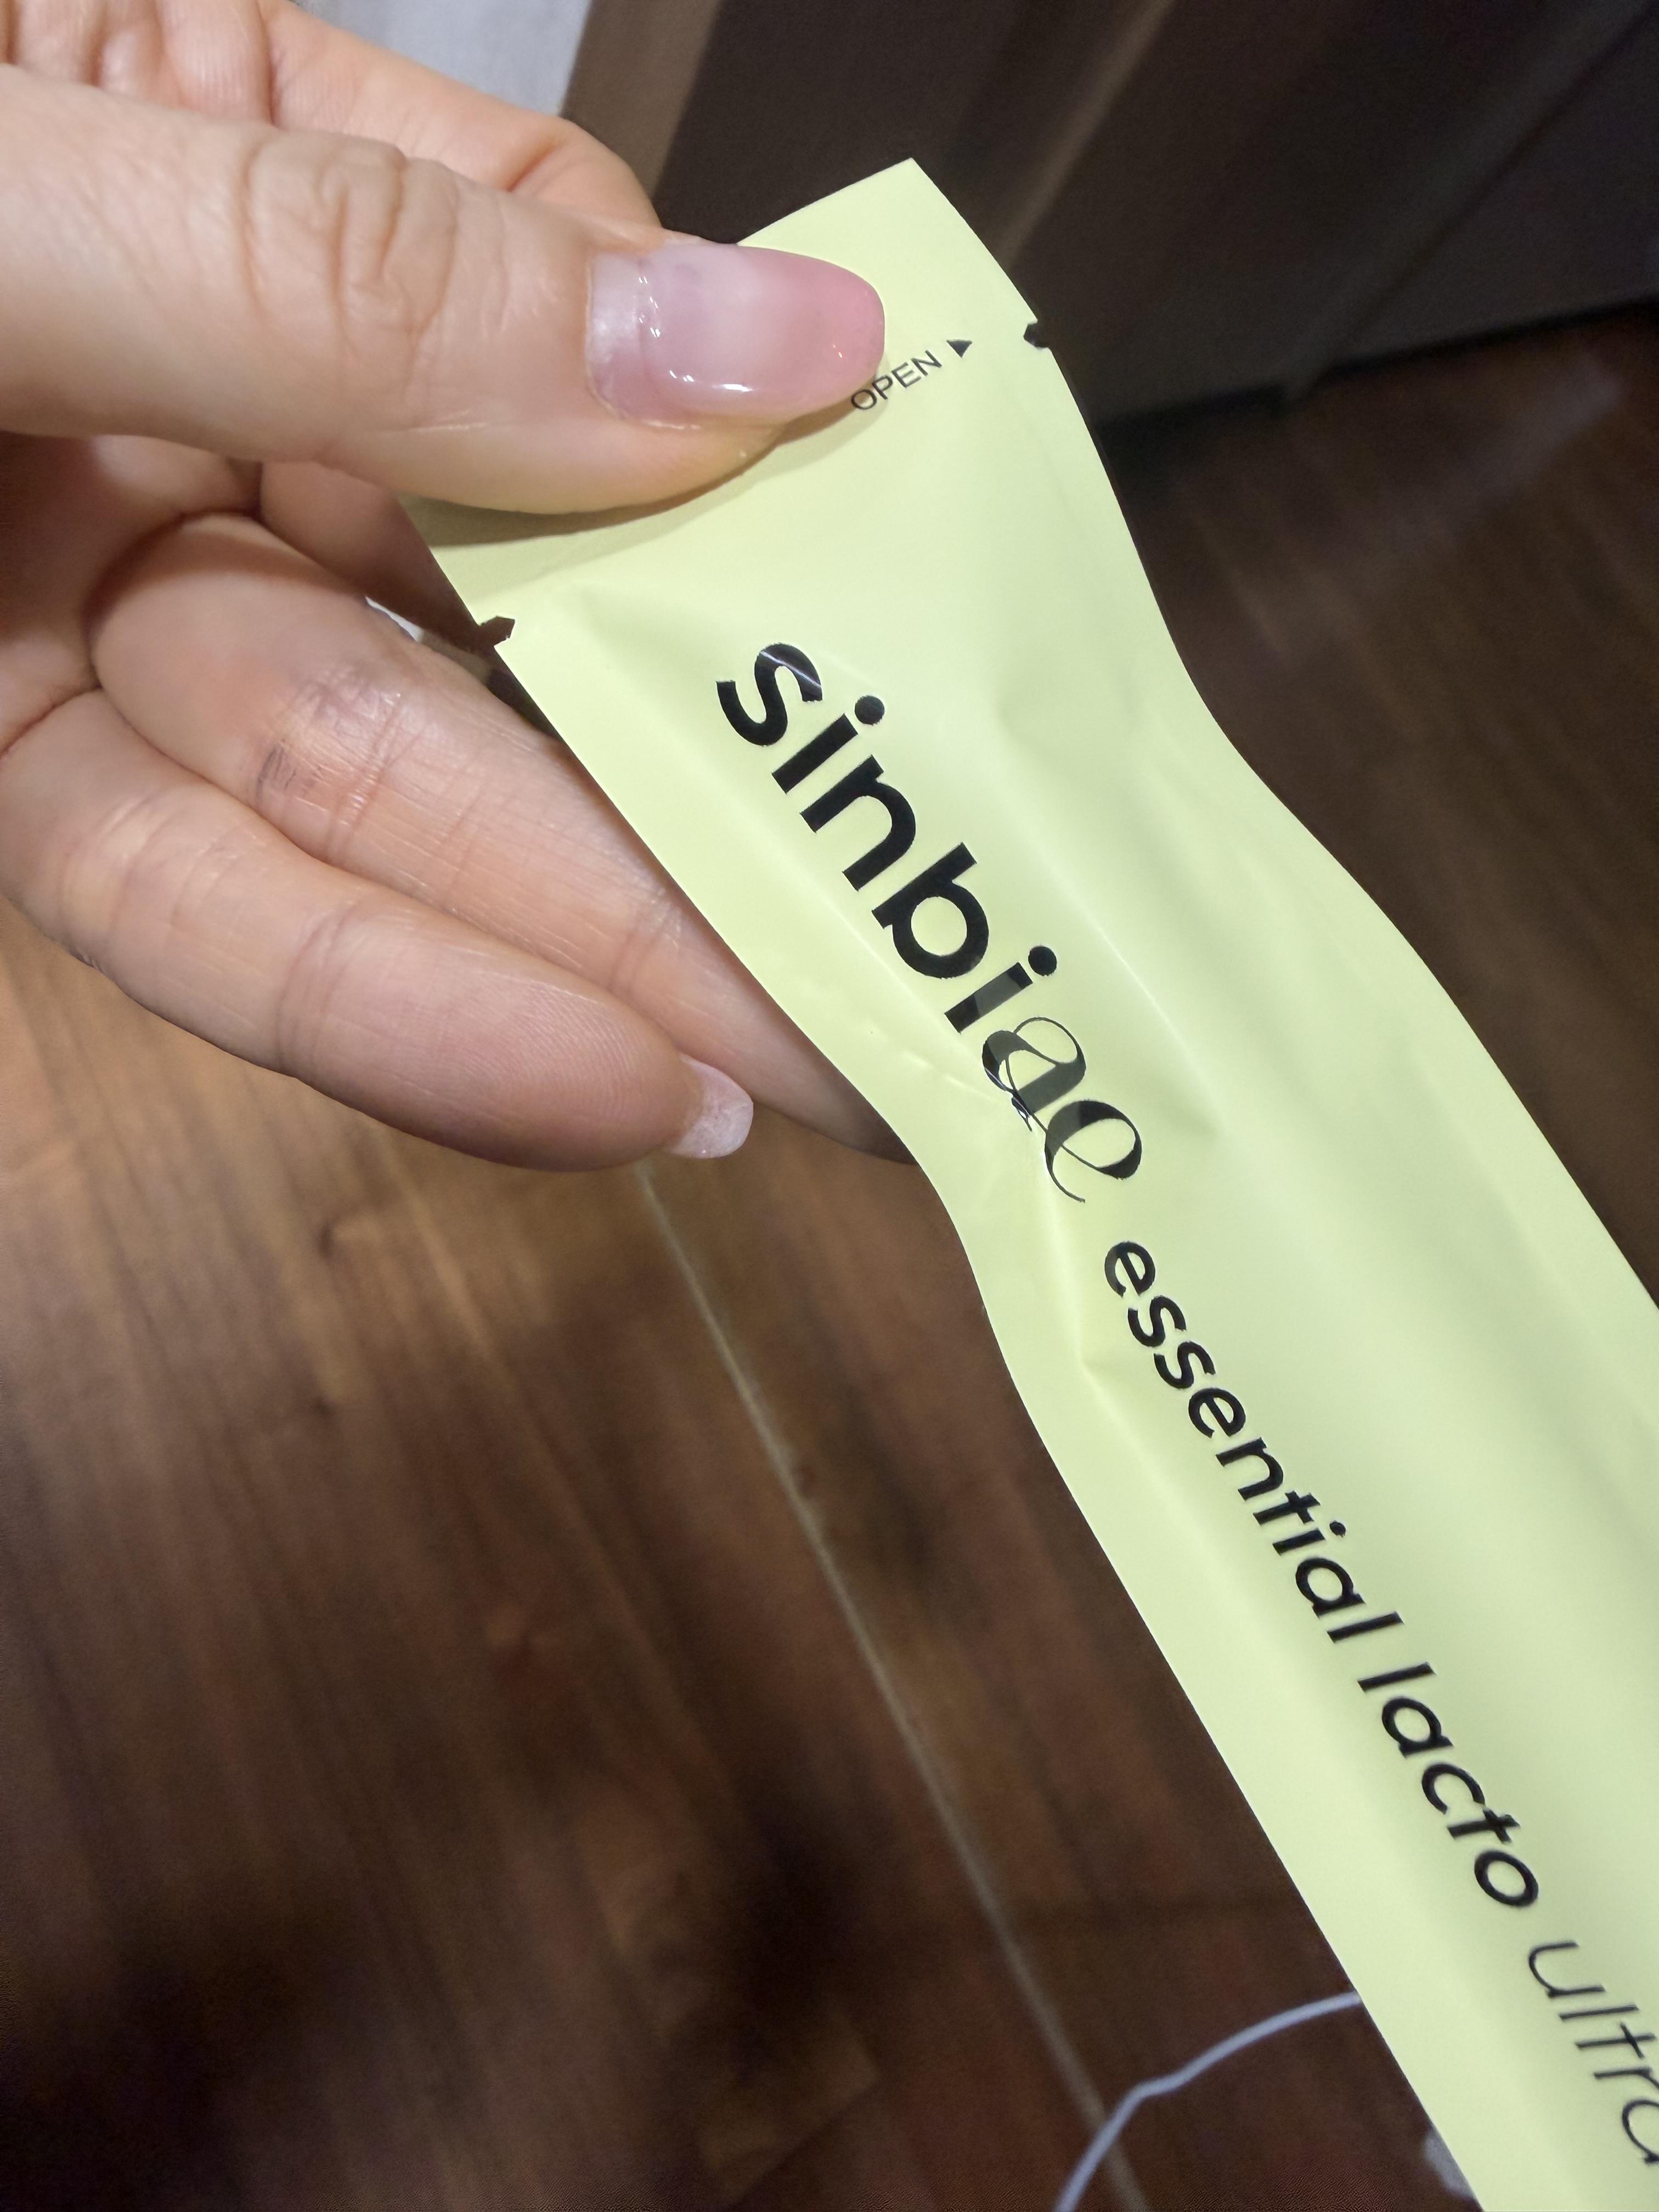 OPEN ▶
sinbiae essential lacto ultra